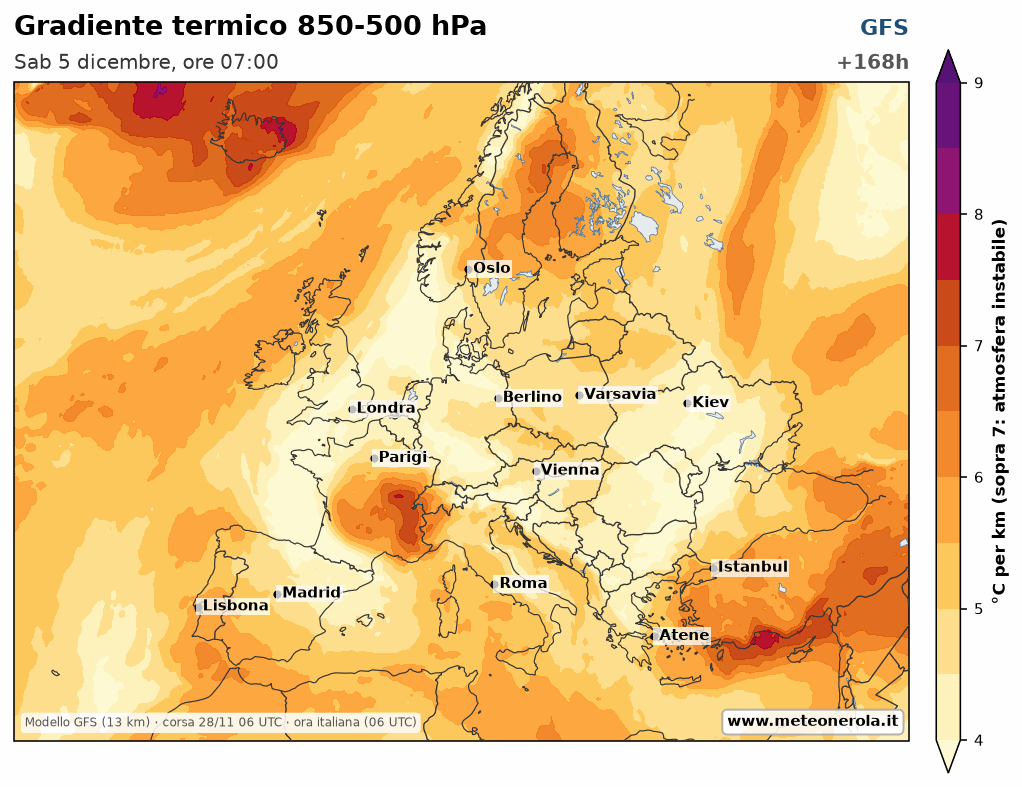 Gradiente termico 850-500 hPa
GFS
Sab 5 dicembre, ore 07:00
+168h
Oslo
Londra
Berlino
Varsavia
Kiev
Parigi
Vienna
Madrid
Lisbona
Roma
Istanbul
Atene
Modello GFS (13 km) · corsa 28/11 06 UTC · ora italiana (06 UTC)
www.meteonerola.it
9
8
7
6
5
4
°C per km (sopra 7: atmosfera instabile)